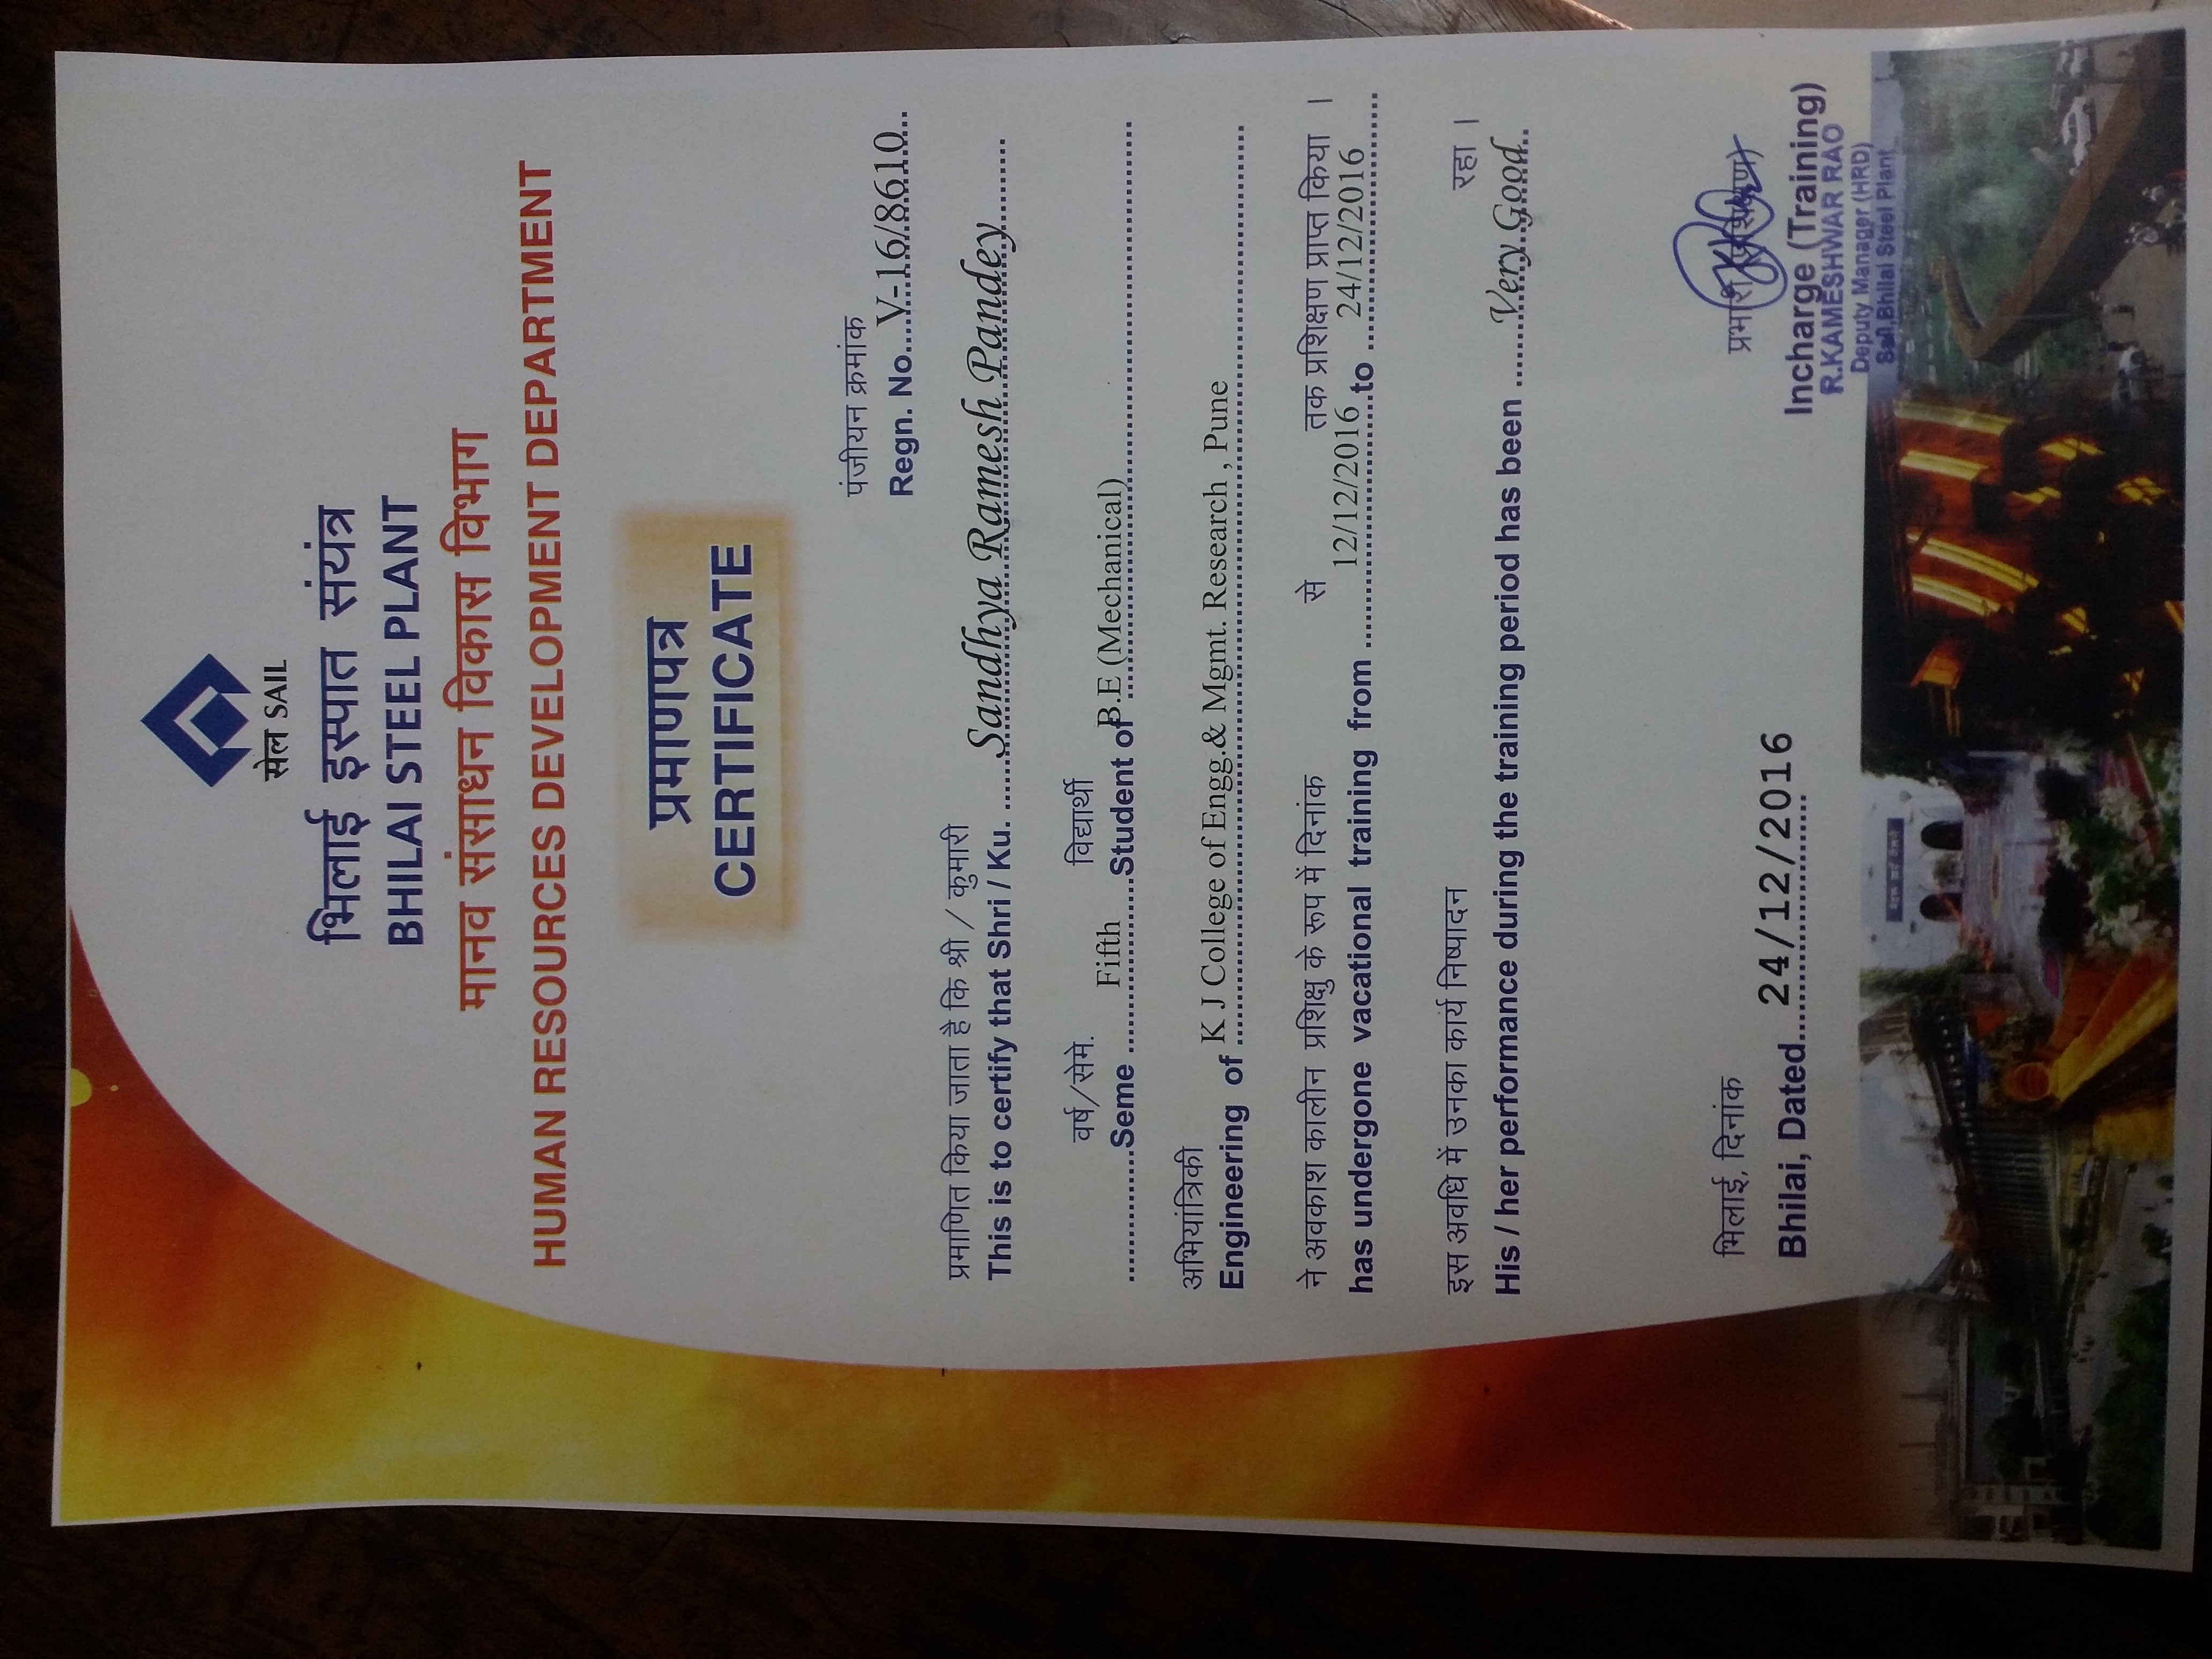 सेल SAIL
भिलाई इस्पात संयंत्र
BHILAI STEEL PLANT
मानव संसाधन विकास विभाग
HUMAN RESOURCES DEVELOPMENT DEPARTMENT
प्रमाणपत्र
CERTIFICATE
पंजीयन क्रमांक
Regn. No....V-16/8610..
प्रमाणित किया जाता है कि श्री / कुमारी
This is to certify that Shri / Ku. ......Sandhya Ramesh Pandey.........
वर्ष/सेमे. विद्यार्थी
...............Seme ........Fifth.....Student of B.E (Mechanical)..........
अभियांत्रिकी
Engineering of K J College of Engg.& Mgmt. Research , Pune..........
ने अवकाश कालीन प्रशिक्षु के रूप में दिनांक से तक प्रशिक्षण प्राप्त किया ।
has undergone vacational training from .........12/12/2016.to ....24/12/2016......
इस अवधि में उनका कार्य निष्पादन रहा ।
His / her performance during the training period has been .......Very Good..
भिलाई, दिनांक
Bhilai, Dated....24/12/2016
प्रभारी (प्रशिक्षण)
Incharge (Training)
R.KAMESHWAR RAO
Deputy Manager (HRD)
Sail,Bhilai Steel Plant